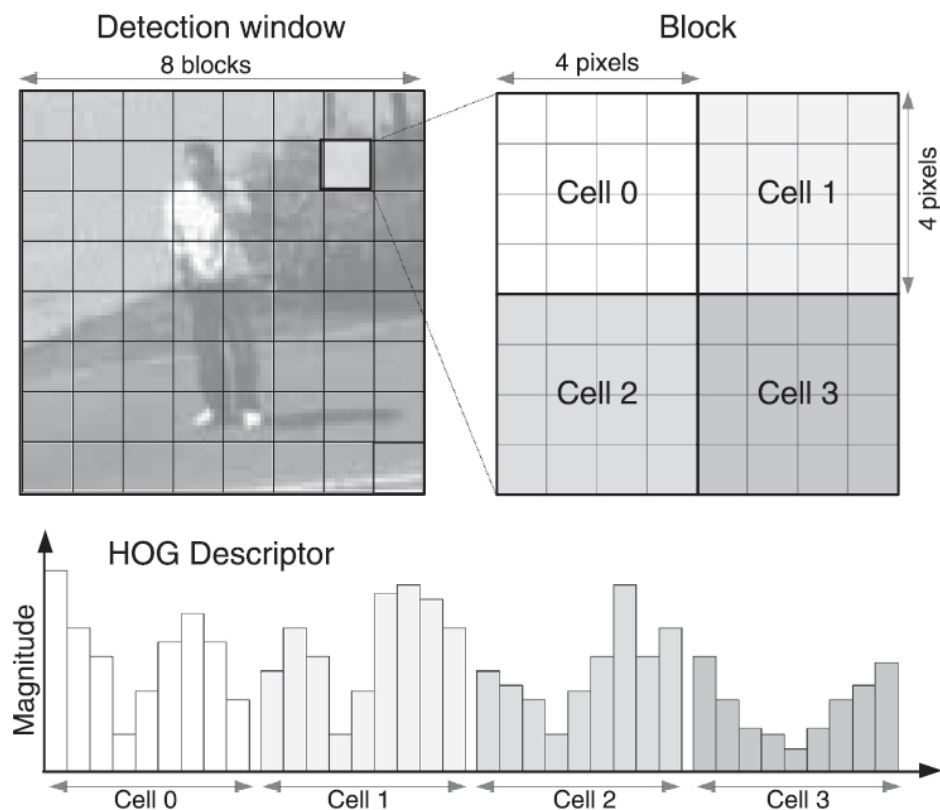 Detection window
Block
8 blocks
4 pixels
4 pixels
Cell 0
Cell 1
Cell 2
Cell 3
HOG Descriptor
Magnitude
Cell 0
Cell 1
Cell 2
Cell 3